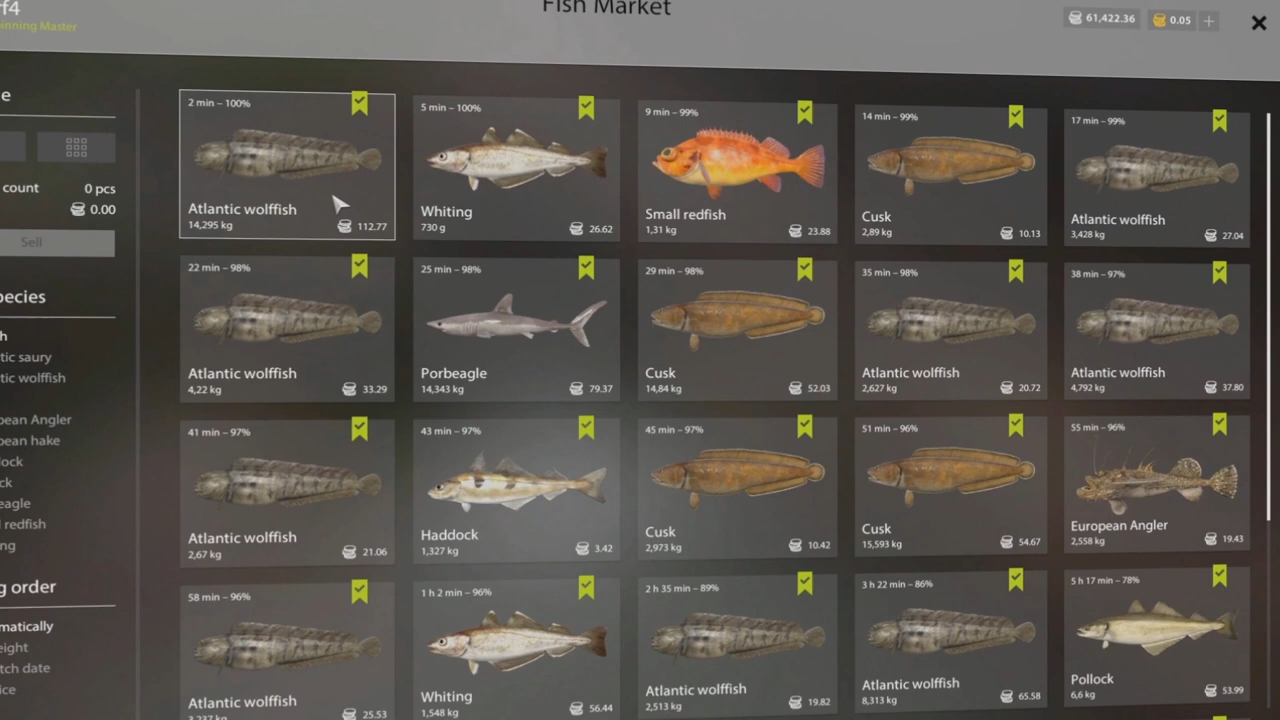 Fish Market
rf4
inning Master
61,422.36
0.05
e
count
0 pcs
0.00
Sell
pecies
h
tic saury
tic wolffish
pean Angler
pean hake
lock
ck
eagle
l redfish
ng
g order
matically
eight
tch date
ice
2 min – 100%
Atlantic wolffish
14,295 kg
112.77
5 min – 100%
Whiting
730 g
26.62
9 min – 99%
Small redfish
1,31 kg
23.88
14 min – 99%
Cusk
2,89 kg
10.13
17 min – 99%
Atlantic wolffish
3,428 kg
27.04
22 min – 98%
Atlantic wolffish
4,22 kg
33.29
25 min – 98%
Porbeagle
14,343 kg
79.37
29 min – 98%
Cusk
14,84 kg
52.03
35 min – 98%
Atlantic wolffish
2,627 kg
20.72
38 min – 97%
Atlantic wolffish
4,792 kg
37.80
41 min – 97%
Atlantic wolffish
2,67 kg
21.06
43 min – 97%
Haddock
1,327 kg
3.42
45 min – 97%
Cusk
2,973 kg
10.42
51 min – 96%
Cusk
15,593 kg
54.67
55 min – 96%
European Angler
2,558 kg
19.43
58 min – 96%
Atlantic wolffish
3,237 kg
25.53
1 h 2 min – 96%
Whiting
1,548 kg
56.44
2 h 35 min – 89%
Atlantic wolffish
2,513 kg
19.82
3 h 22 min – 86%
Atlantic wolffish
8,313 kg
65.58
5 h 17 min – 78%
Pollock
6,6 kg
53.99